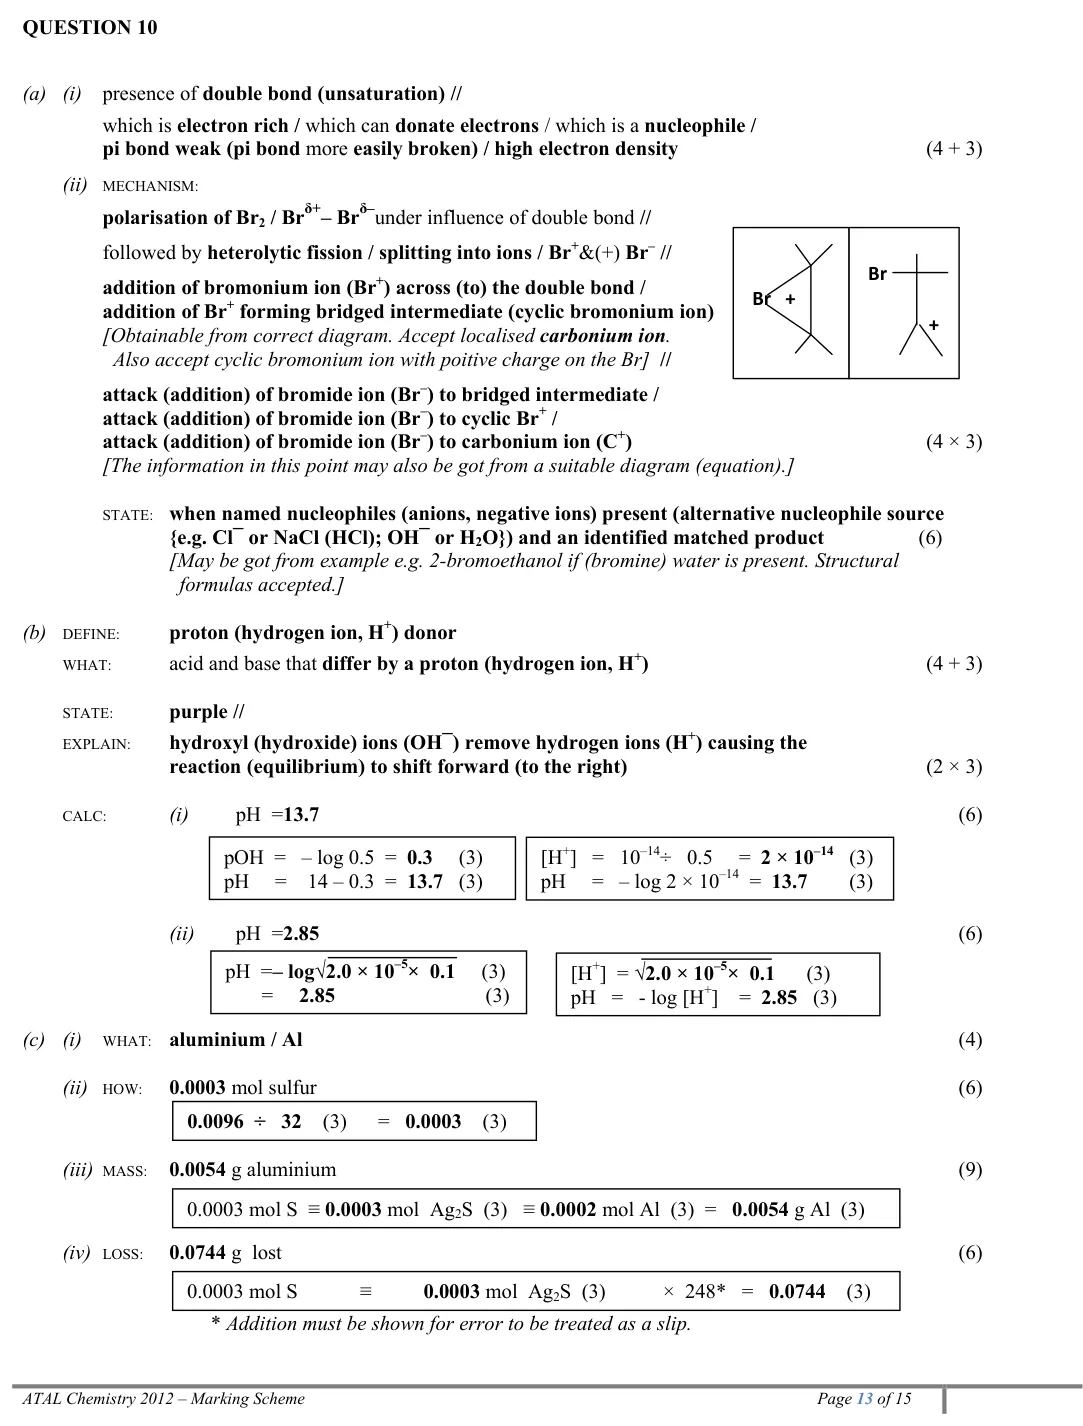 QUESTION 10
(a) (i) presence of double bond (unsaturation) //
which is electron rich / which can donate electrons / which is a nucleophile /
pi bond weak (pi bond more easily broken) / high electron density (4 + 3)
(ii) MECHANISM:
polarisation of Br₂ / Brδ+– Brδ– under influence of double bond //
followed by heterolytic fission / splitting into ions / Br⁺&(+) Br⁻ //
addition of bromonium ion (Br⁺) across (to) the double bond /
addition of Br⁺ forming bridged intermediate (cyclic bromonium ion)
[Obtainable from correct diagram. Accept localised carbonium ion.
Also accept cyclic bromonium ion with poitive charge on the Br] //
Br +
Br
+
attack (addition) of bromide ion (Br⁻) to bridged intermediate /
attack (addition) of bromide ion (Br⁻) to cyclic Br⁺ /
attack (addition) of bromide ion (Br⁻) to carbonium ion (C⁺) (4 × 3)
[The information in this point may also be got from a suitable diagram (equation).]
STATE: when named nucleophiles (anions, negative ions) present (alternative nucleophile source
{e.g. Cl⁻ or NaCl (HCl); OH⁻ or H₂O}) and an identified matched product (6)
[May be got from example e.g. 2-bromoethanol if (bromine) water is present. Structural
formulas accepted.]
(b) DEFINE: proton (hydrogen ion, H⁺) donor
WHAT: acid and base that differ by a proton (hydrogen ion, H⁺) (4 + 3)
STATE: purple //
EXPLAIN: hydroxyl (hydroxide) ions (OH⁻) remove hydrogen ions (H⁺) causing the
reaction (equilibrium) to shift forward (to the right) (2 × 3)
CALC: (i) pH =13.7 (6)
pOH = – log 0.5 = 0.3 (3)
pH = 14 – 0.3 = 13.7 (3)
[H⁺] = 10⁻¹⁴÷ 0.5 = 2 × 10⁻¹⁴ (3)
pH = – log 2 × 10⁻¹⁴ = 13.7 (3)
(ii) pH =2.85 (6)
pH =– log√2.0 × 10⁻⁵× 0.1 (3)
= 2.85 (3)
[H⁺] = √2.0 × 10⁻⁵× 0.1 (3)
pH = - log [H⁺] = 2.85 (3)
(c) (i) WHAT: aluminium / Al (4)
(ii) HOW: 0.0003 mol sulfur (6)
0.0096 ÷ 32 (3) = 0.0003 (3)
(iii) MASS: 0.0054 g aluminium (9)
0.0003 mol S ≡ 0.0003 mol Ag₂S (3) ≡ 0.0002 mol Al (3) = 0.0054 g Al (3)
(iv) LOSS: 0.0744 g lost (6)
0.0003 mol S ≡ 0.0003 mol Ag₂S (3) × 248* = 0.0744 (3)
* Addition must be shown for error to be treated as a slip.
ATAL Chemistry 2012 – Marking Scheme Page 13 of 15